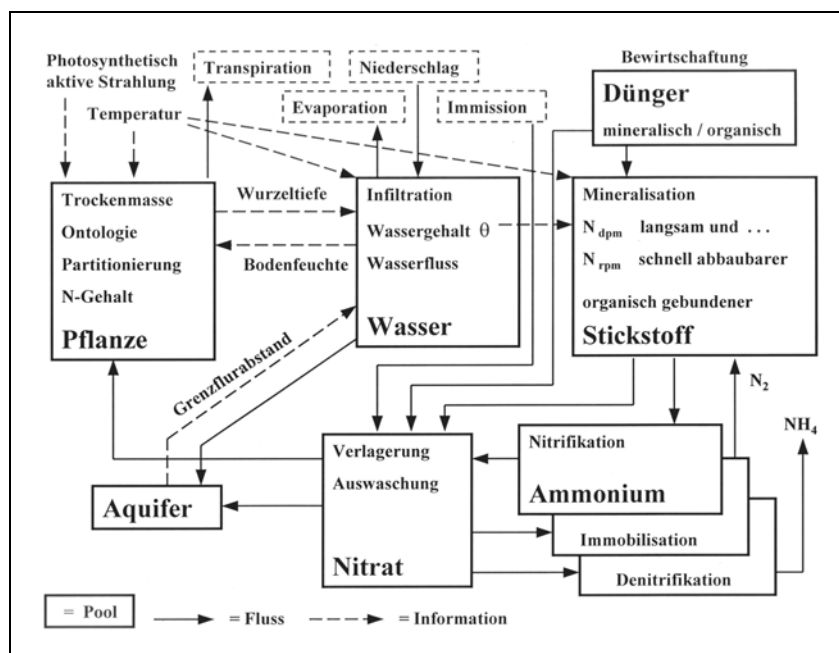 Photosynthetisch
aktive Strahlung
Transpiration
Niederschlag
Bewirtschaftung
Temperatur
Evaporation
Immission
Dünger
mineralisch / organisch
Trockenmasse
Ontologie
Partitionierung
N-Gehalt
Pflanze
Wurzeltiefe
Bodenfeuchte
Infiltration
Wassergehalt θ
Wasserfluss
Wasser
Mineralisation
N dpm langsam und . . .
N rpm schnell abbaubarer
organisch gebundener
Stickstoff
Grenzflurabstand
N2
NH4
Verlagerung
Auswaschung
Nitrat
Nitrifikation
Ammonium
Aquifer
Immobilisation
Denitrifikation
= Pool
= Fluss
= Information